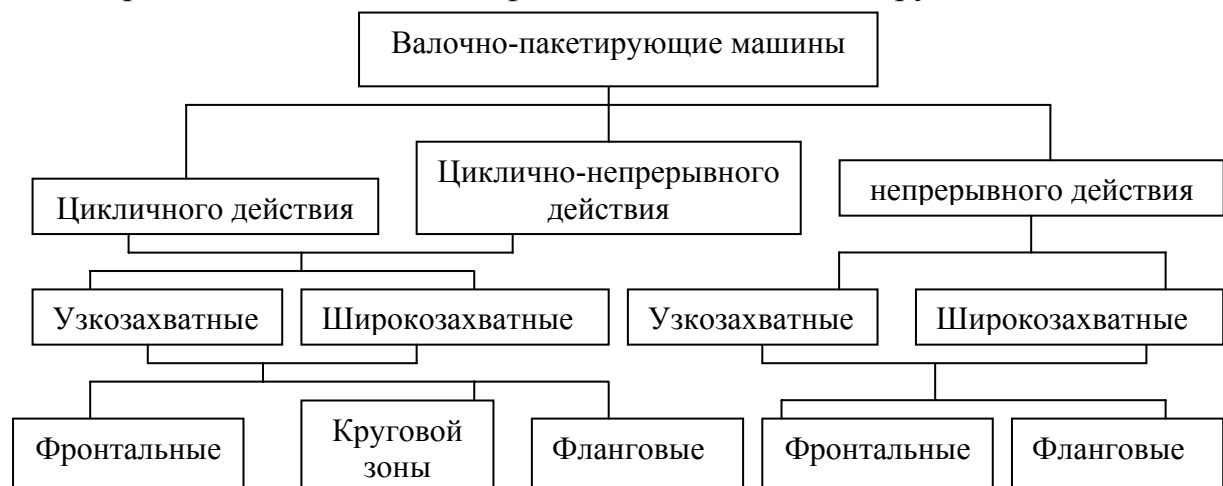 Валочно-пакетирующие машины
Циклично-непрерывного
действия
Цикличного действия
непрерывного действия
Узкозахватные
Широкозахватные
Узкозахватные
Широкозахватные
Фронтальные
Круговой
зоны
Фланговые
Фронтальные
Фланговые